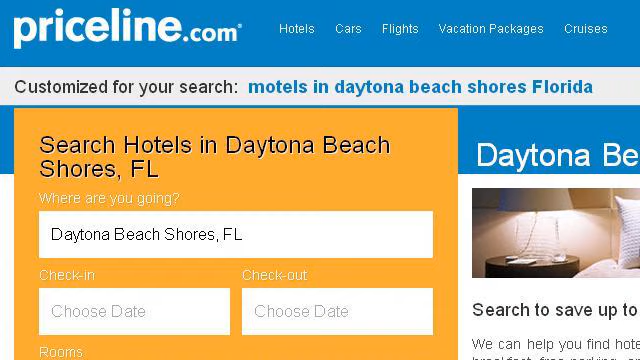 priceline.com
Hotels Cars Flights Vacation Packages Cruises
Customized for your search: motels in daytona beach shores Florida
Search Hotels in Daytona Beach
Shores, FL
Where are you going?
Daytona Beach Shores, FL
Check-in Check-out
Choose Date Choose Date
Rooms
Daytona Be
Search to save up to
We can help you find hote